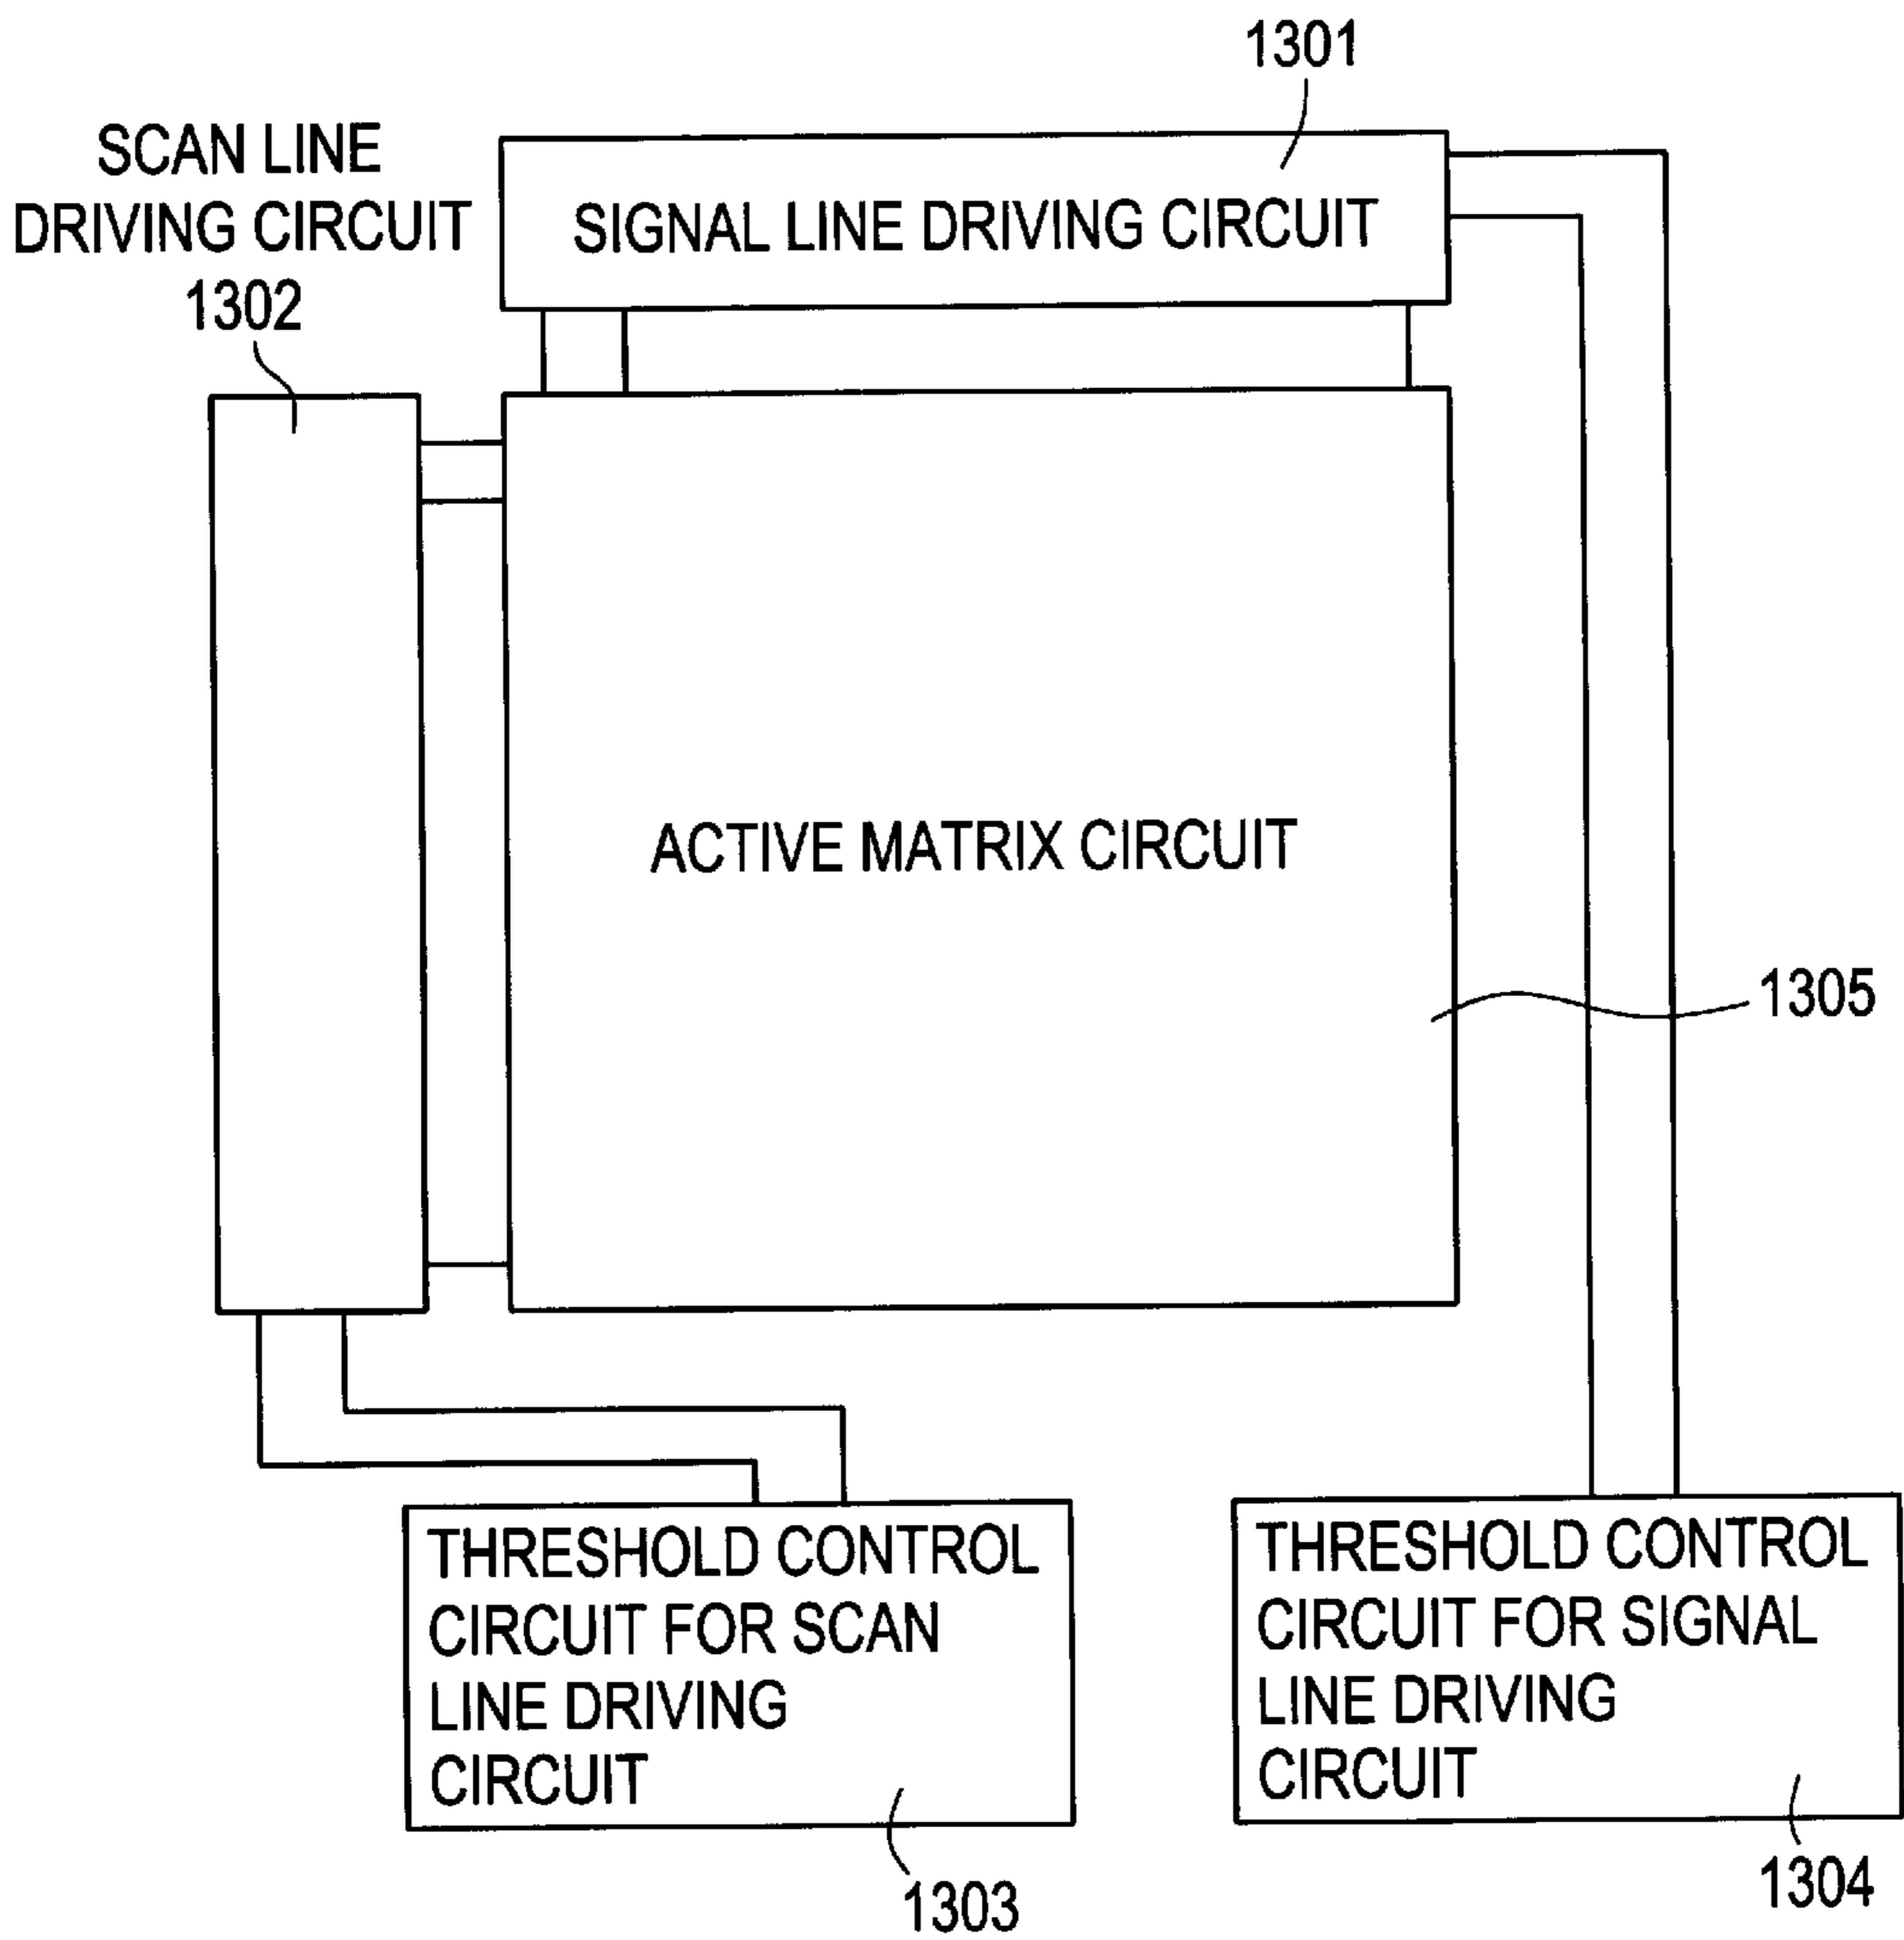 1301
SCAN LINE
DRIVING CIRCUIT
1302
SIGNAL LINE DRIVING CIRCUIT
ACTIVE MATRIX CIRCUIT
1305
THRESHOLD CONTROL
CIRCUIT FOR SCAN
LINE DRIVING
CIRCUIT
1303
THRESHOLD CONTROL
CIRCUIT FOR SIGNAL
LINE DRIVING
CIRCUIT
1304